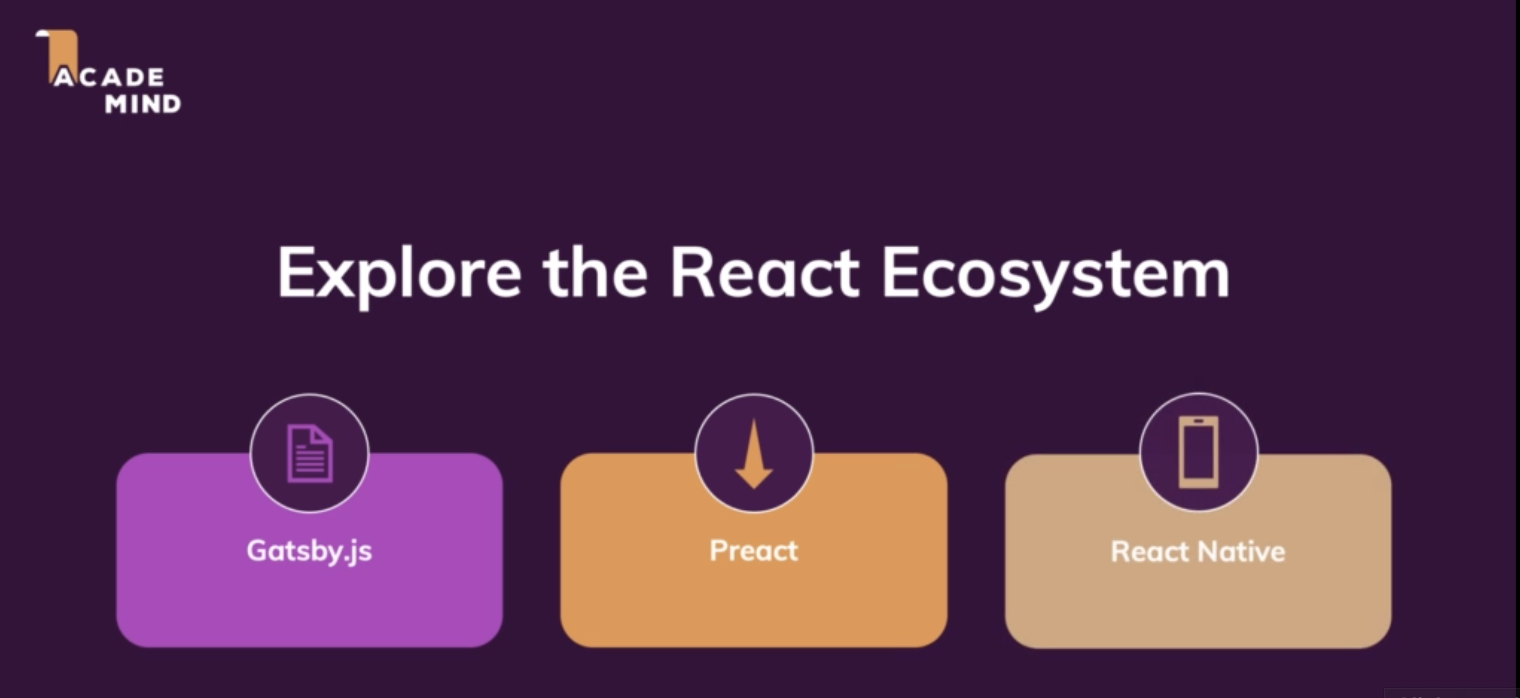 ACADE
MIND
Explore the React Ecosystem
Gatsby.js
Preact
React Native